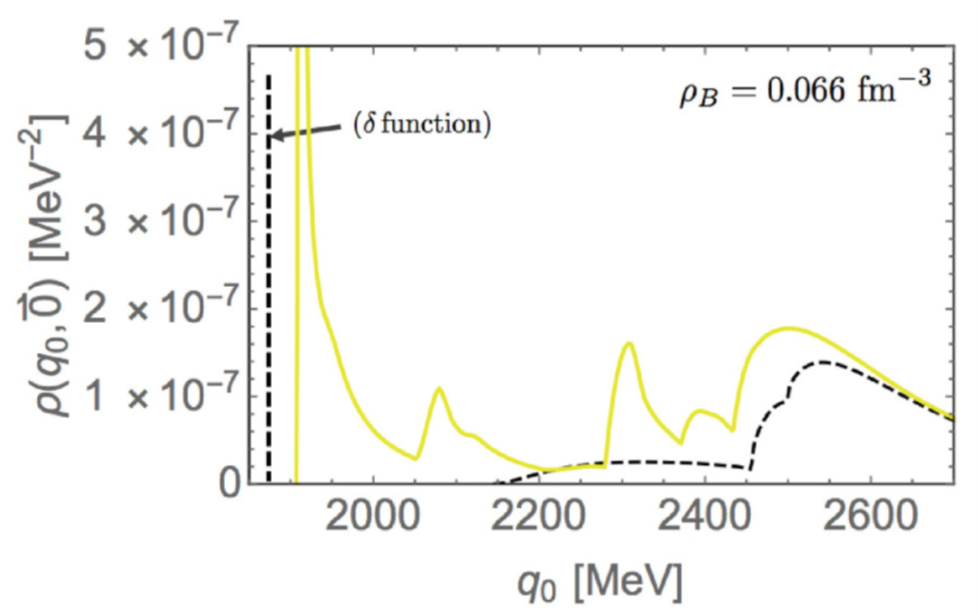 5 × 10⁻⁷
ρ_B = 0.066 fm⁻³
(δ function)
4 × 10⁻⁷
3 × 10⁻⁷
2 × 10⁻⁷
1 × 10⁻⁷
0
ρ(q₀, 0⃗) [MeV⁻²]
2000 2200 2400 2600
q₀ [MeV]